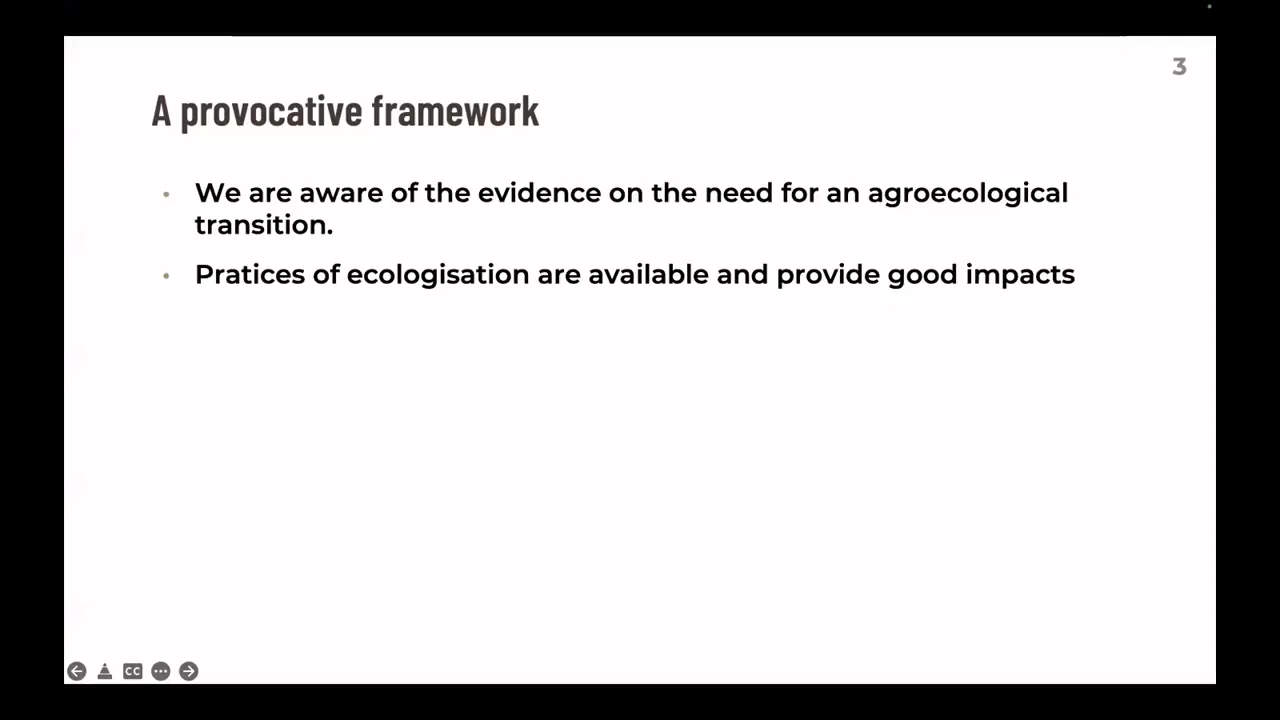 3
A provocative framework
• We are aware of the evidence on the need for an agroecological
transition.
• Pratices of ecologisation are available and provide good impacts
CC